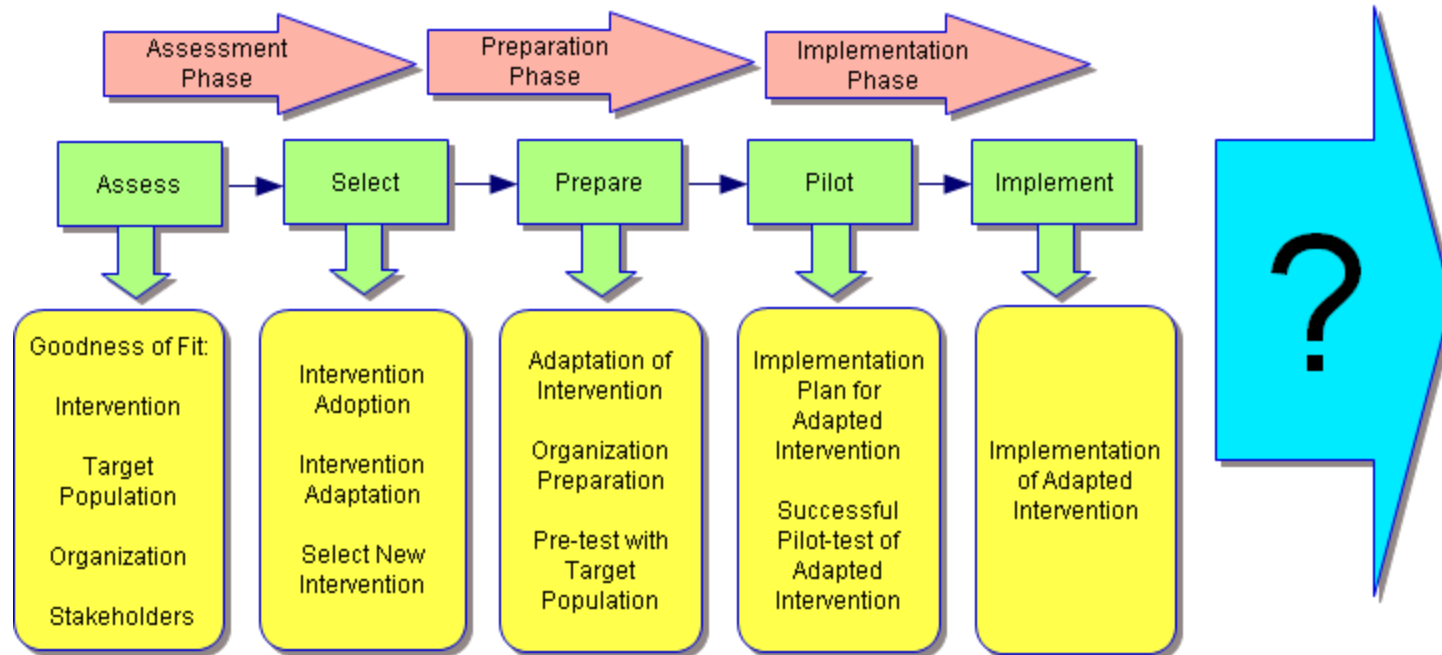 Assessment
Phase
Preparation
Phase
Implementation
Phase
Assess
Select
Prepare
Pilot
Implement
Goodness of Fit:
Intervention
Target
Population
Organization
Stakeholders
Intervention
Adoption
Intervention
Adaptation
Select New
Intervention
Adaptation of
Intervention
Organization
Preparation
Pre-test with
Target
Population
Implementation
Plan for
Adapted
Intervention
Successful
Pilot-test of
Adapted
Intervention
Implementation
of Adapted
Intervention
?